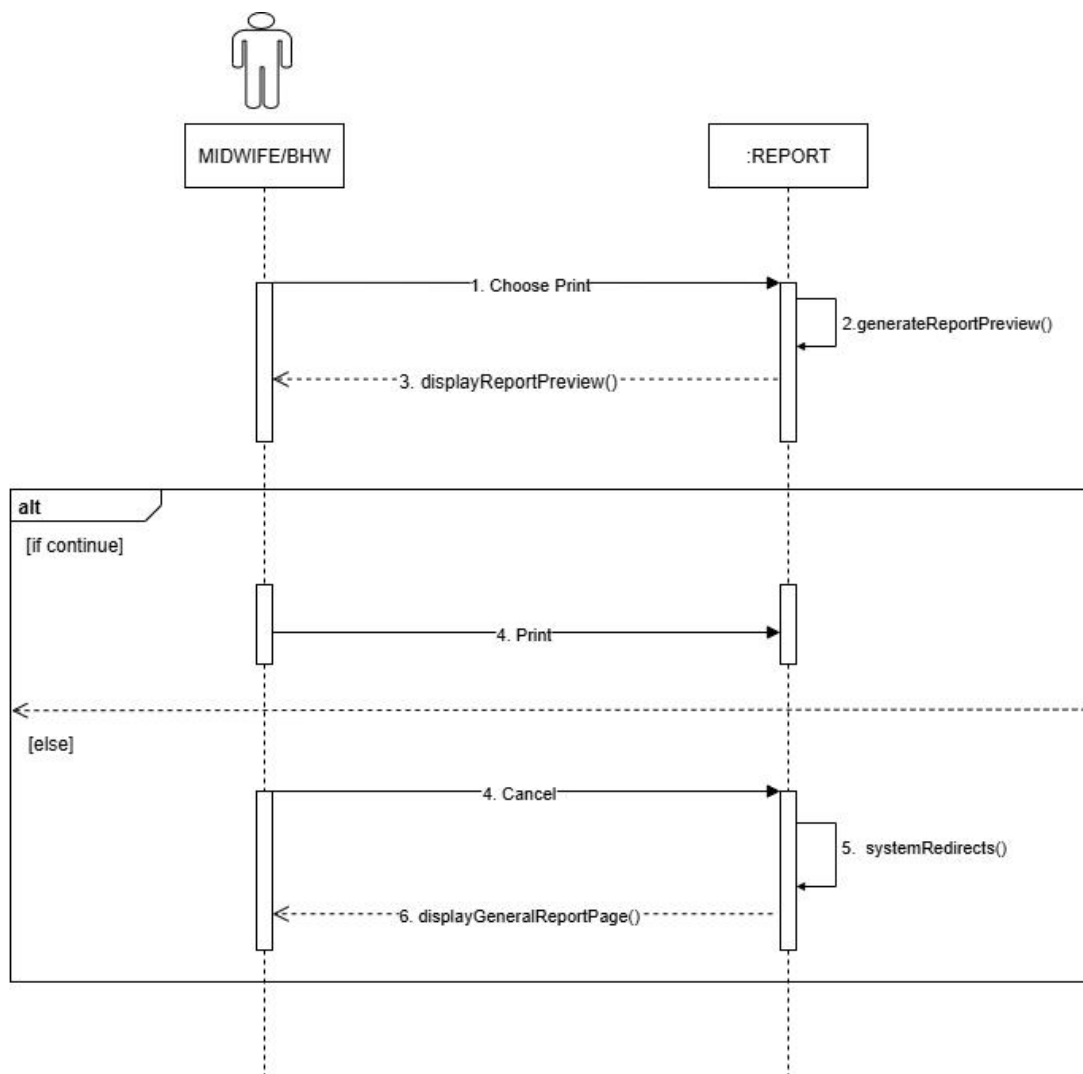 MIDWIFE/BHW
:REPORT
1. Choose Print
2.generateReportPreview()
3. displayReportPreview()
alt
[if continue]
4. Print
[else]
4. Cancel
5. systemRedirects()
6. displayGeneralReportPage()